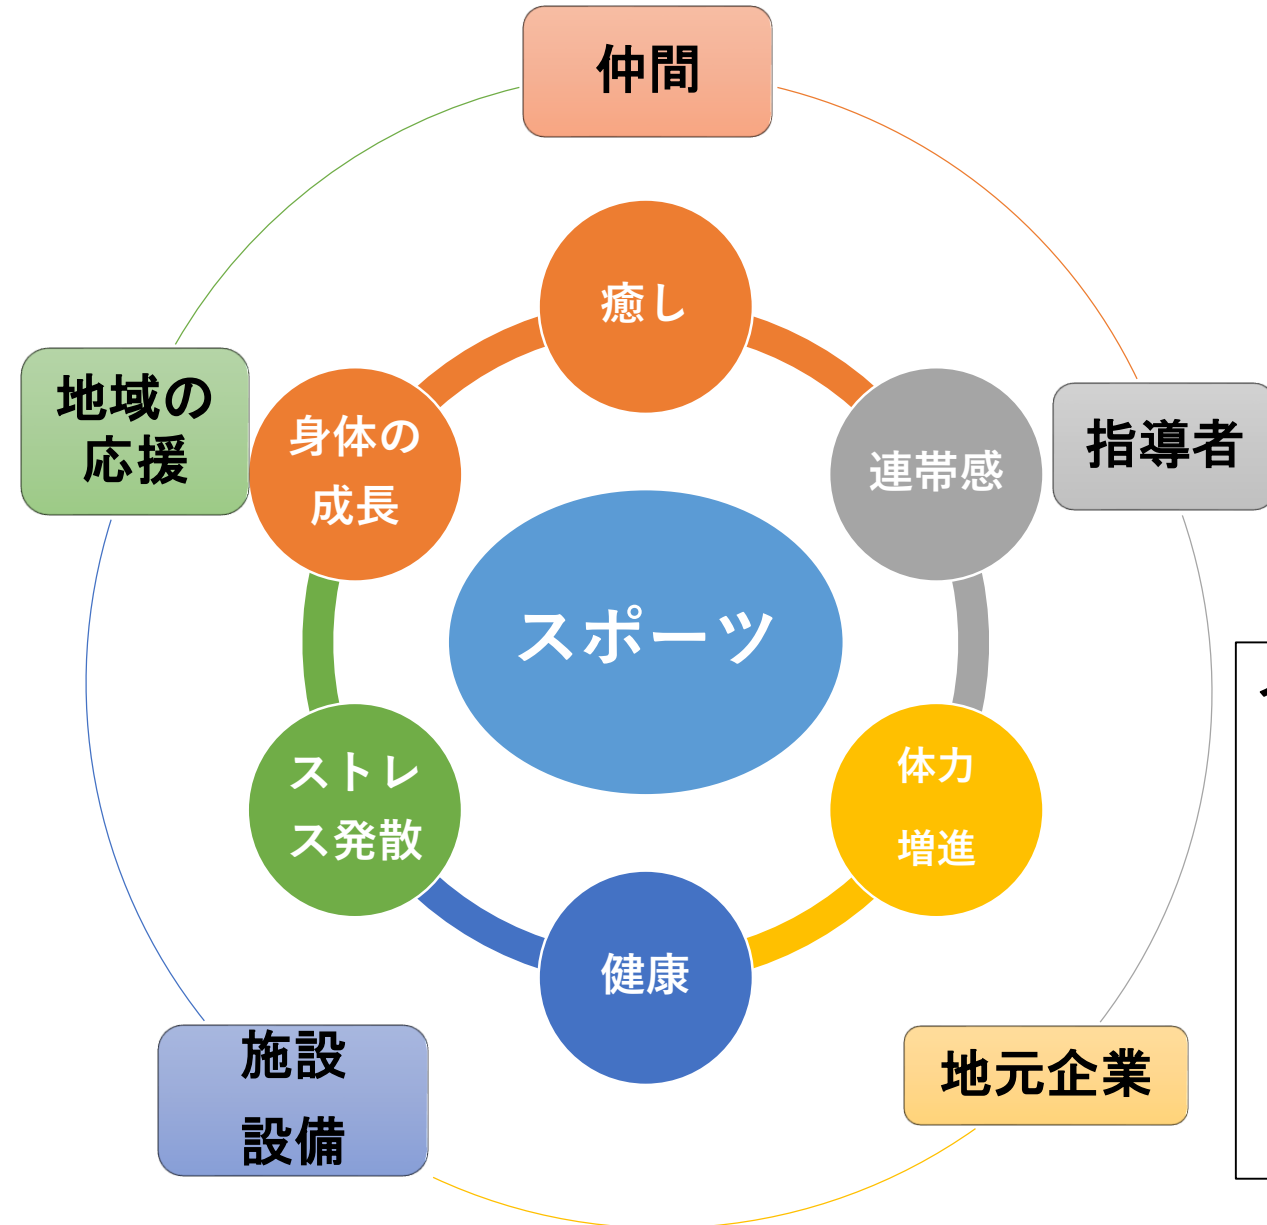 仲間
癒し
地域の
応援
身体の
成長
連帯感
指導者
スポーツ
ストレ
ス発散
体力
増進
健康
施設
設備
地元企業